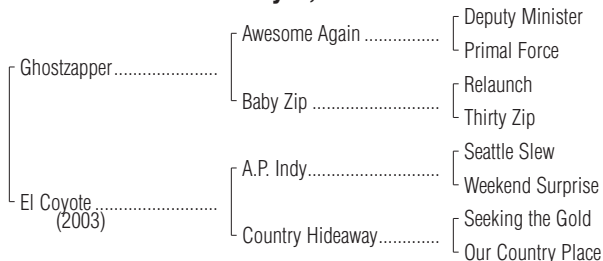 Deputy Minister
Awesome Again
Primal Force
Ghostzapper
Relaunch
Baby Zip
Thirty Zip
Seattle Slew
A.P. Indy
Weekend Surprise
El Coyote
(2003)
Seeking the Gold
Country Hideaway
Our Country Place